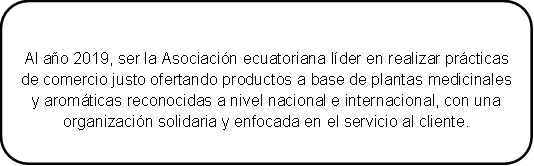 Al año 2019, ser la Asociación ecuatoriana líder en realizar prácticas
de comercio justo ofertando productos a base de plantas medicinales
y aromáticas reconocidas a nivel nacional e internacional, con una
organización solidaria y enfocada en el servicio al cliente.